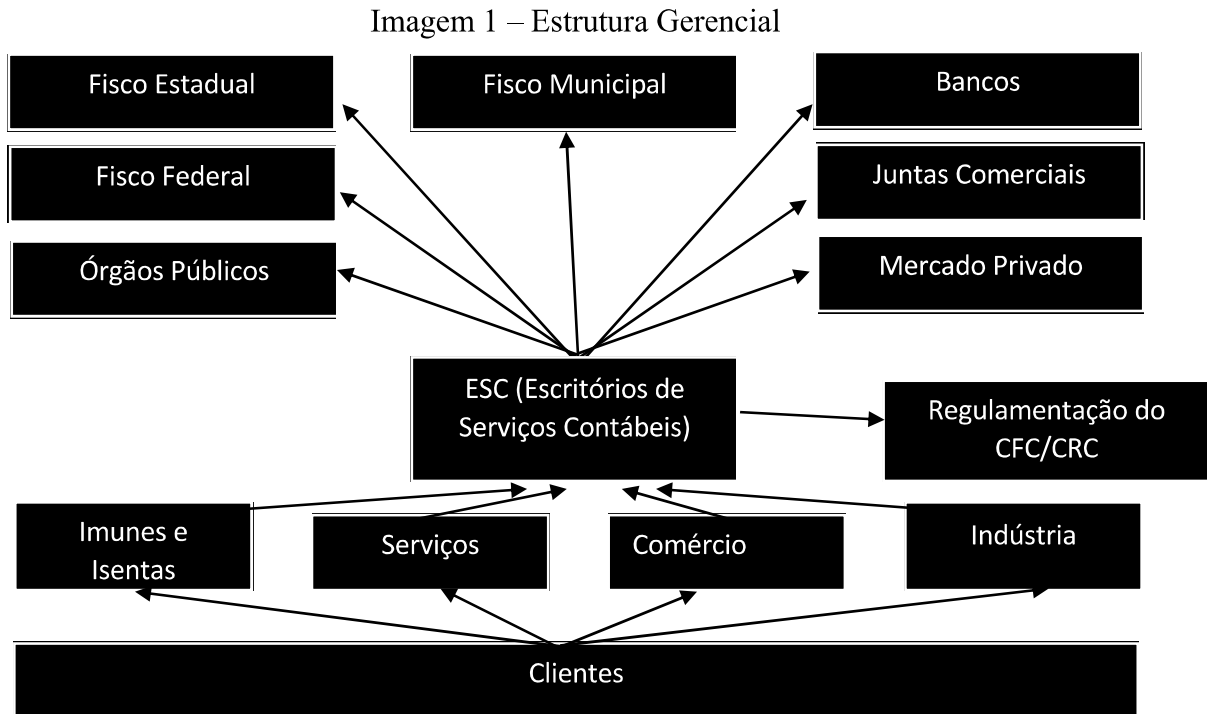 Imagem 1 – Estrutura Gerencial
Fisco Estadual
Fisco Municipal
Bancos
Fisco Federal
Juntas Comerciais
Órgãos Públicos
Mercado Privado
ESC (Escritórios de
Serviços Contábeis)
Regulamentação do
CFC/CRC
Imunes e
Isentas
Serviços
Comércio
Indústria
Clientes